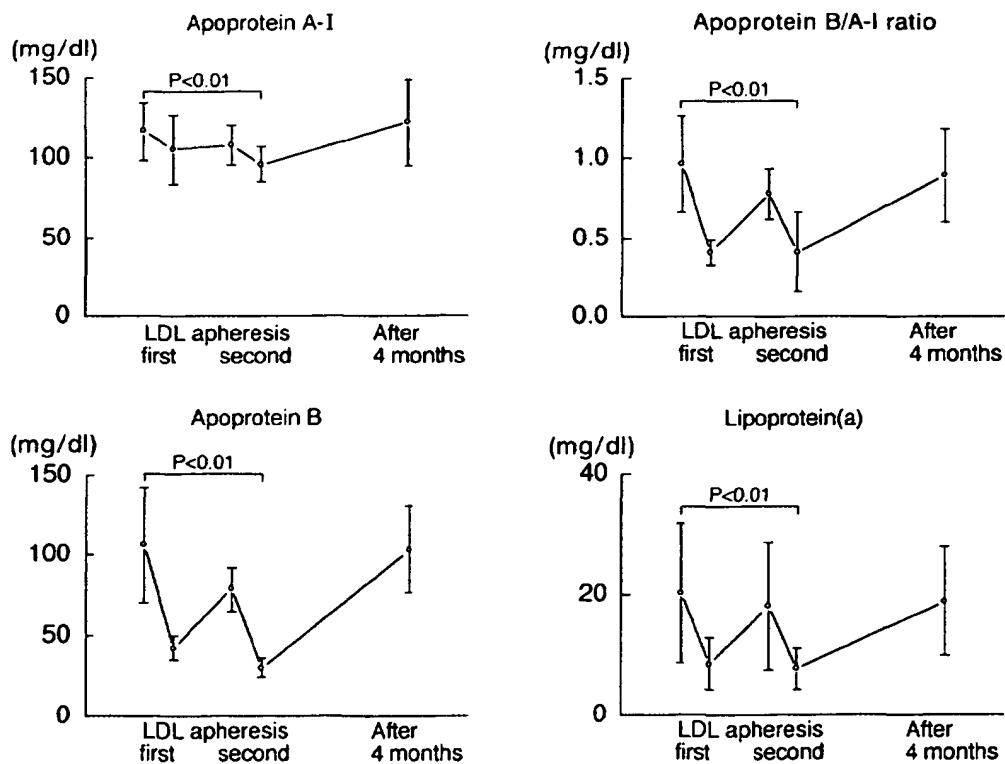 Apoprotein A-I
(mg/dl)
150
100
50
0
P<0.01
LDL apheresis
first second
After
4 months
Apoprotein B/A-I ratio
(mg/dl)
1.5
1.0
0.5
0.0
P<0.01
LDL apheresis
first second
After
4 months
Apoprotein B
(mg/dl)
150
100
50
0
P<0.01
LDL apheresis
first second
After
4 months
Lipoprotein(a)
(mg/dl)
40
20
0
P<0.01
LDL apheresis
first second
After
4 months